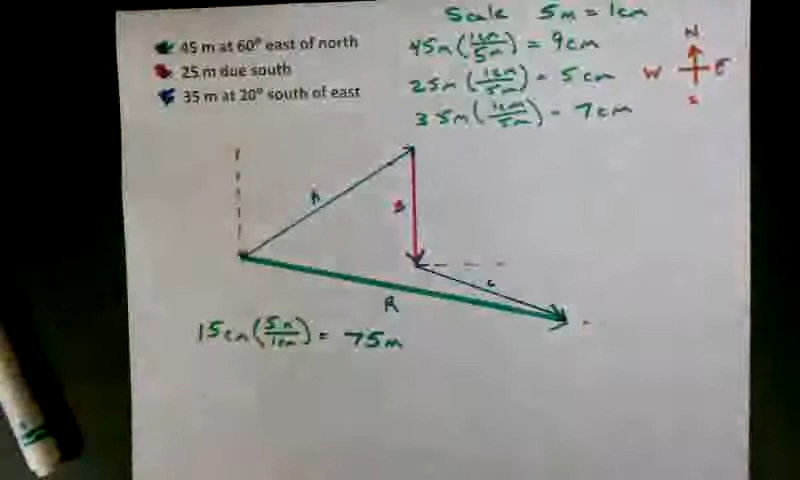 Scale 5m = 1cm
45 m at 60° east of north
25 m due south
35 m at 20° south of east
45m (1cm/5m) = 9cm
25m (1cm/5m) = 5cm
35m (1cm/5m) = 7cm
N
W E
S
A
B
C
R
15cm (5m/1cm) = 75m